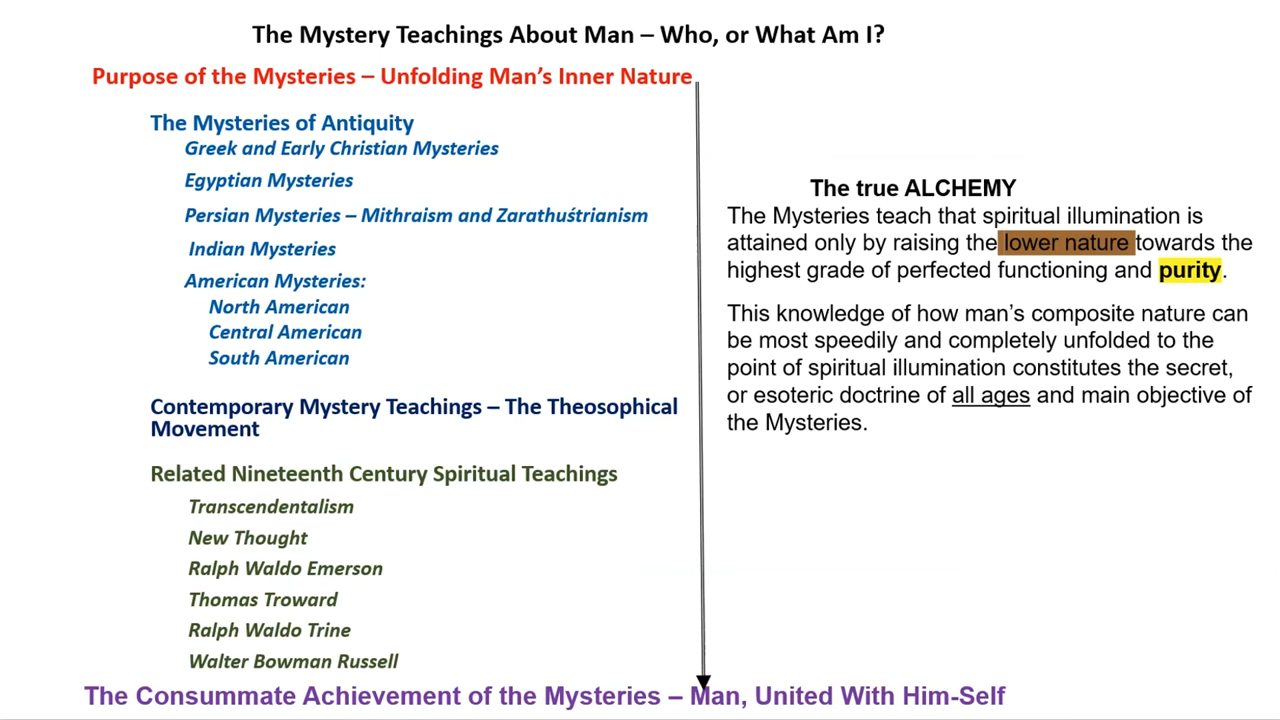 The Mystery Teachings About Man – Who, or What Am I?
Purpose of the Mysteries – Unfolding Man's Inner Nature
The Mysteries of Antiquity
Greek and Early Christian Mysteries
Egyptian Mysteries
Persian Mysteries – Mithraism and Zarathuśtrianism
Indian Mysteries
American Mysteries:
North American
Central American
South American
Contemporary Mystery Teachings – The Theosophical
Movement
Related Nineteenth Century Spiritual Teachings
Transcendentalism
New Thought
Ralph Waldo Emerson
Thomas Troward
Ralph Waldo Trine
Walter Bowman Russell
The true ALCHEMY
The Mysteries teach that spiritual illumination is
attained only by raising the lower nature towards the
highest grade of perfected functioning and purity.
This knowledge of how man's composite nature can
be most speedily and completely unfolded to the
point of spiritual illumination constitutes the secret,
or esoteric doctrine of all ages and main objective of
the Mysteries.
The Consummate Achievement of the Mysteries – Man, United With Him-Self